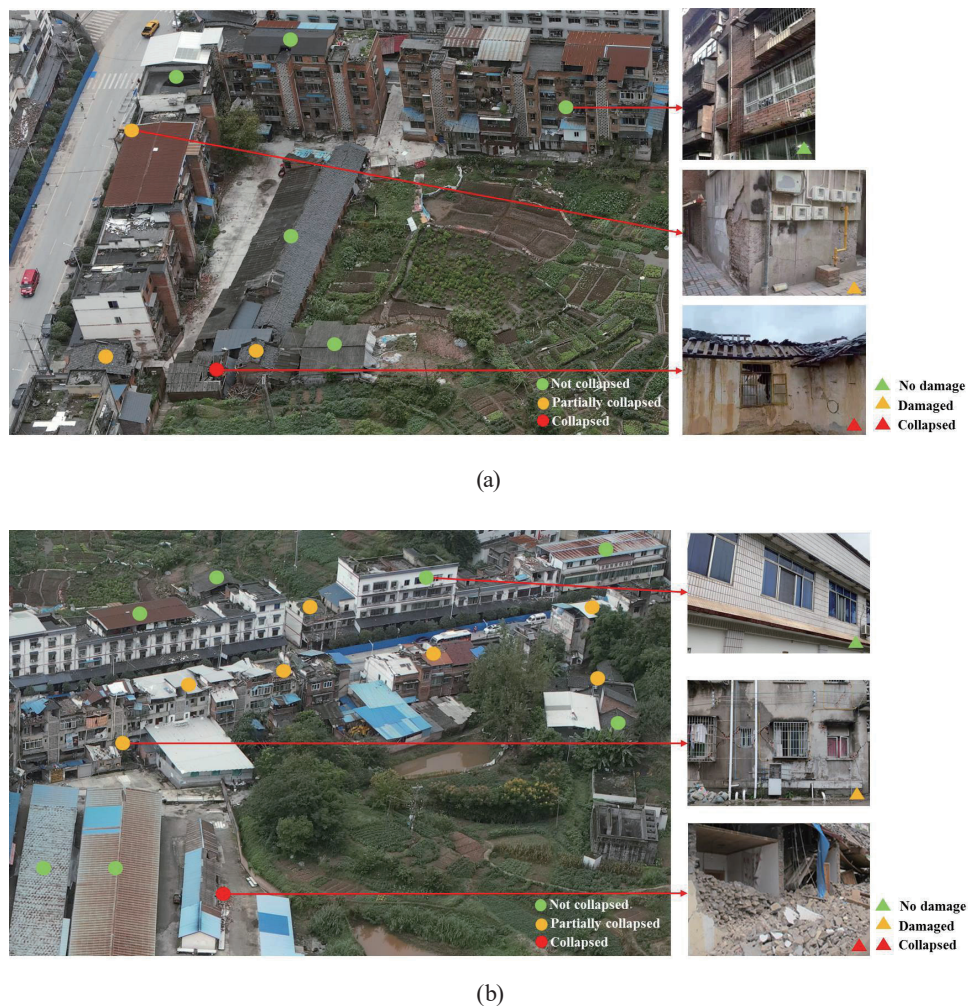 Not collapsed
Partially collapsed
Collapsed
No damage
Damaged
Collapsed
(a)
Not collapsed
Partially collapsed
Collapsed
No damage
Damaged
Collapsed
(b)